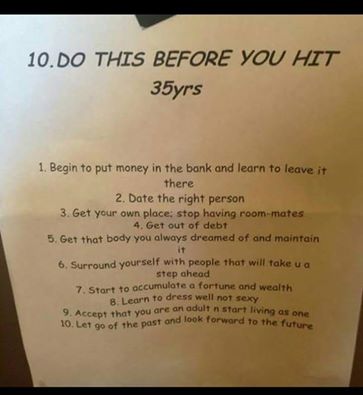 10.DO THIS BEFORE YOU HIT
35yrs
1. Begin to put money in the bank and learn to leave it
there
2. Date the right person
3. Get your own place; stop having room-mates
4. Get out of debt
5. Get that body you always dreamed of and maintain
it
6. Surround yourself with people that will take u a
step ahead
7. Start to accumulate a fortune and wealth
8. Learn to dress well not sexy
9. Accept that you are an adult n start living as one
10. Let go of the past and look forward to the future